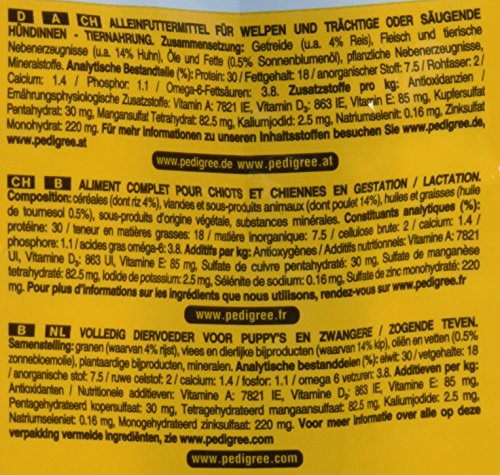 D A CH ALLEINFUTTERMITTEL FÜR WELPEN UND TRÄCHTIGE ODER SÄUGENDE
HÜNDINNEN - TIERNAHRUNG. Zusammensetzung: Getreide (u.a. 4% Reis), Fleisch und tierische
Nebenerzeugnisse (u.a. 14% Huhn), Öle und Fette (0.5% Sonnenblumenöl), pflanzliche Nebenerzeugnisse,
Mineralstoffe. Analytische Bestandteile (%): Protein: 30 / Fettgehalt: 18 / anorganischer Stoff: 7.5 / Rohfaser: 2 /
Calcium: 1.4 / Phosphor: 1.1 / Omega-6-Fettsäuren: 3.8. Zusatzstoffe pro kg: Antioxidanzien /
Ernährungsphysiologische Zusatzstoffe: Vitamin A: 7821 IE, Vitamin D₃: 863 IE, Vitamin E: 85 mg, Kupfersulfat
Pentahydrat: 30 mg, Mangansulfat Tetrahydrat: 82.5 mg, Kaliumjodid: 2.5 mg, Natriumselenit: 0.16 mg, Zinksulfat
Monohydrat: 220 mg. Für mehr Informationen zu unseren Inhaltsstoffen besuchen Sie www.pedigree.de,
www.pedigree.at
www.pedigree.de www.pedigree.at
CH B ALIMENT COMPLET POUR CHIOTS ET CHIENNES EN GESTATION / LACTATION.
Composition: céréales (dont riz 4%), viandes et sous-produits animaux (dont poulet 14%), huiles et graisses (huile
de tournesol 0.5%), sous-produits d'origine végétale, substances minérales. Constituants analytiques (%):
protéine: 30 / teneur en matières grasses: 18 / matière inorganique: 7.5 / cellulose brute: 2 / calcium: 1.4 /
phosphore: 1.1 / acides gras oméga-6: 3.8. Additifs par kg: Antioxygènes / Additifs nutritionnels: Vitamine A: 7821
UI, Vitamine D₃: 863 UI, Vitamine E: 85 mg, Sulfate de cuivre pentahydraté: 30 mg, Sulfate de manganèse
tetrahydraté: 82.5 mg, Iodide de potassium: 2.5 mg, Sélénite de sodium: 0.16 mg, Sulfate de zinc monohydraté: 220
mg. Pour plus d'informations sur les ingrédients que nous utilisons, rendez-vous sur www.pedigree.fr
www.pedigree.fr
B NL VOLLEDIG DIERVOEDER VOOR PUPPY'S EN ZWANGERE / ZOGENDE TEVEN.
Samenstelling: granen (waarvan 4% rijst), vlees en dierlijke bijproducten (waarvan 14% kip), oliën en vetten (0.5%
zonnebloemolie), plantaardige bijproducten, mineralen. Analytische bestanddelen (%): eiwit: 30 / vetgehalte: 18
/ anorganische stof: 7.5 / ruwe celstof: 2 / calcium: 1.4 / fosfor: 1.1 / omega 6 vetzuren: 3.8. Additieven per kg:
Antioxidanten / Nutritionele additieven: Vitamine A: 7821 IE, Vitamine D₃: 863 IE, Vitamine E: 85 mg,
Pentagehydrateerd kopersulfaat: 30 mg, Tetragehydrateerd mangaansulfaat: 82.5 mg, Kaliumjodide: 2.5 mg,
Natriumseleniet: 0.16 mg, Monogehydrateerd zinksulfaat: 220 mg. Voor meer informatie over alle op deze
verpakking vermelde ingrediënten, zie www.pedigree.com
www.pedigree.com